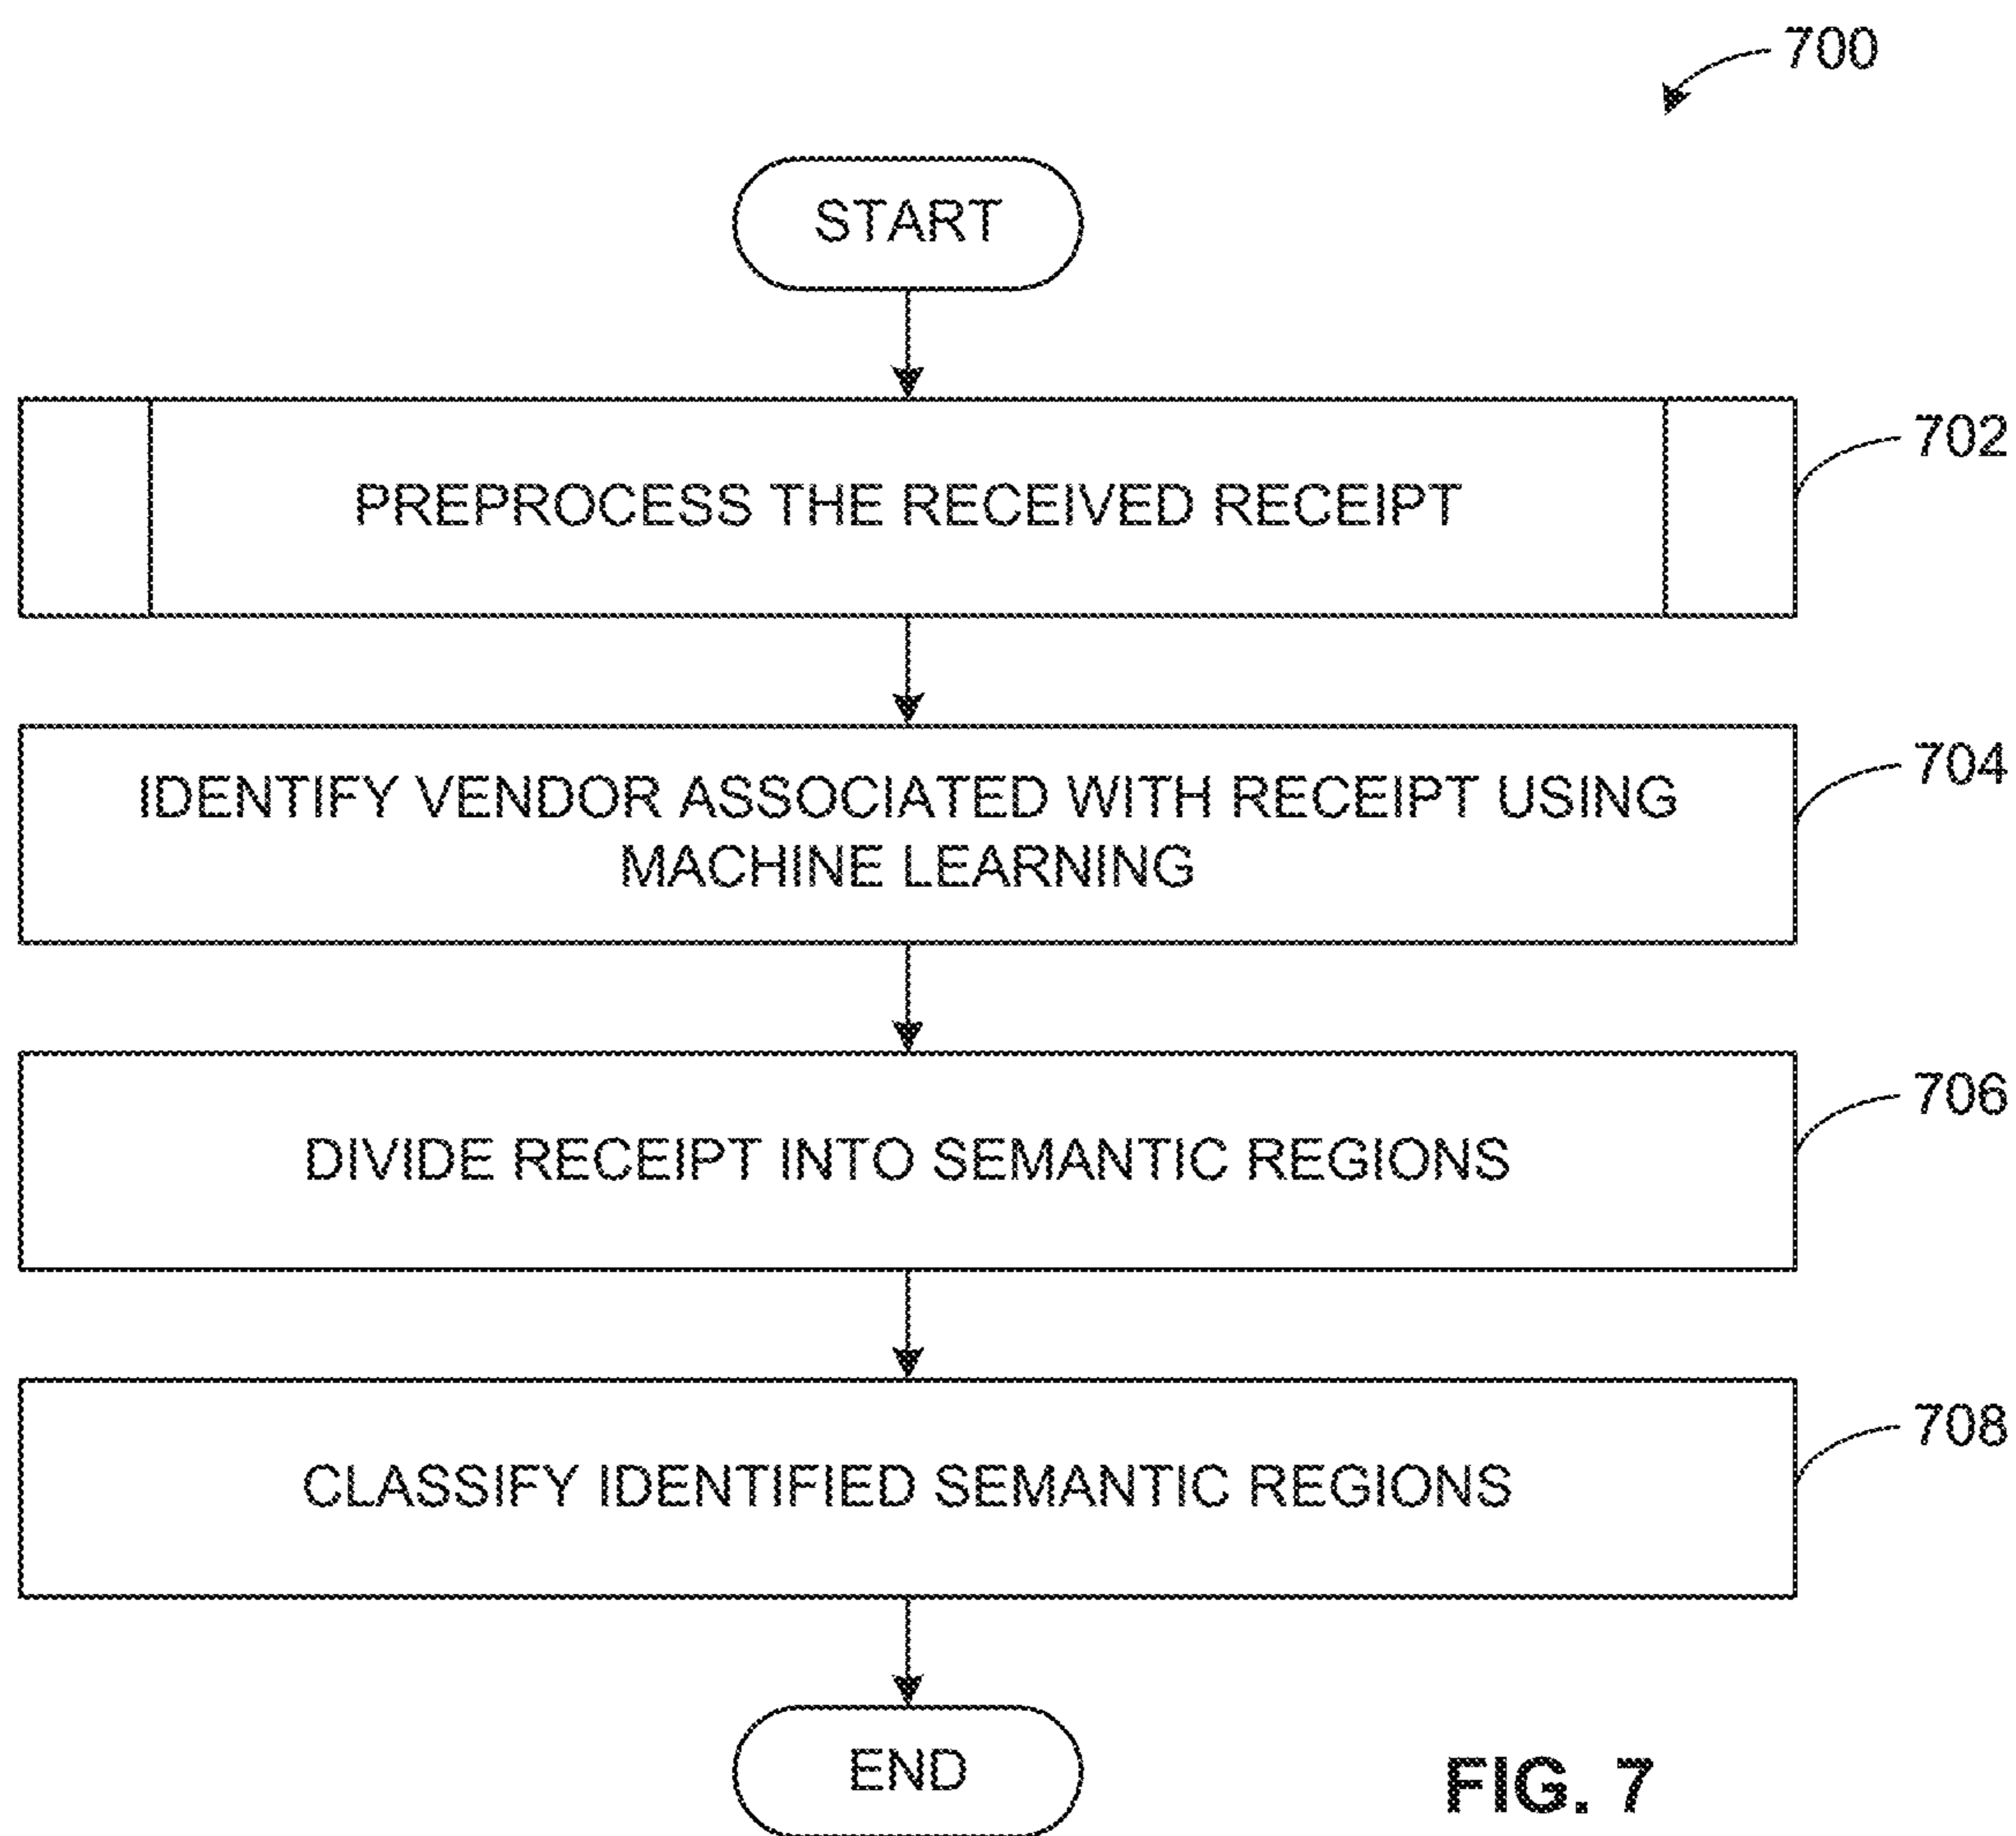 700
START
PREPROCESS THE RECEIVED RECEIPT
702
IDENTIFY VENDOR ASSOCIATED WITH RECEIPT USING
MACHINE LEARNING
704
DIVIDE RECEIPT INTO SEMANTIC REGIONS
706
CLASSIFY IDENTIFIED SEMANTIC REGIONS
708
END
FIG. 7